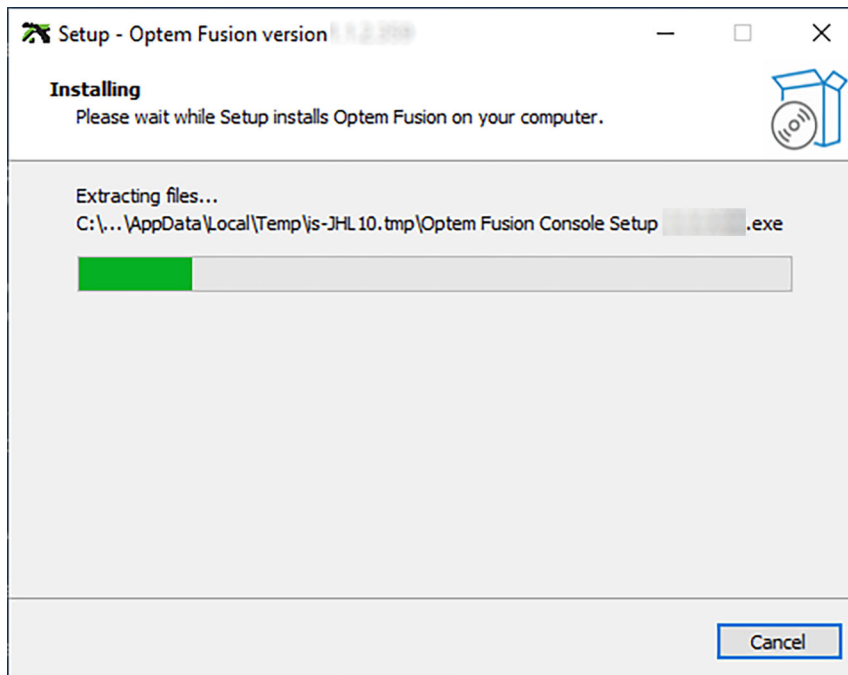 Setup - Optem Fusion version
Installing
Please wait while Setup installs Optem Fusion on your computer.
Extracting files...
C:\...\AppData\Local\Temp\is-JHL10.tmp\Optem Fusion Console Setup .exe
Cancel